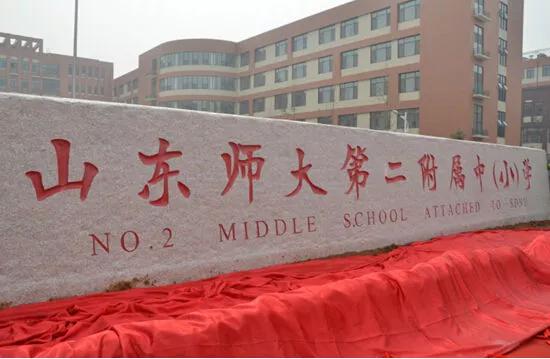 山东师大第二附属中(小)学
NO.2 MIDDLE SCHOOL ATTACHED TO SDNU